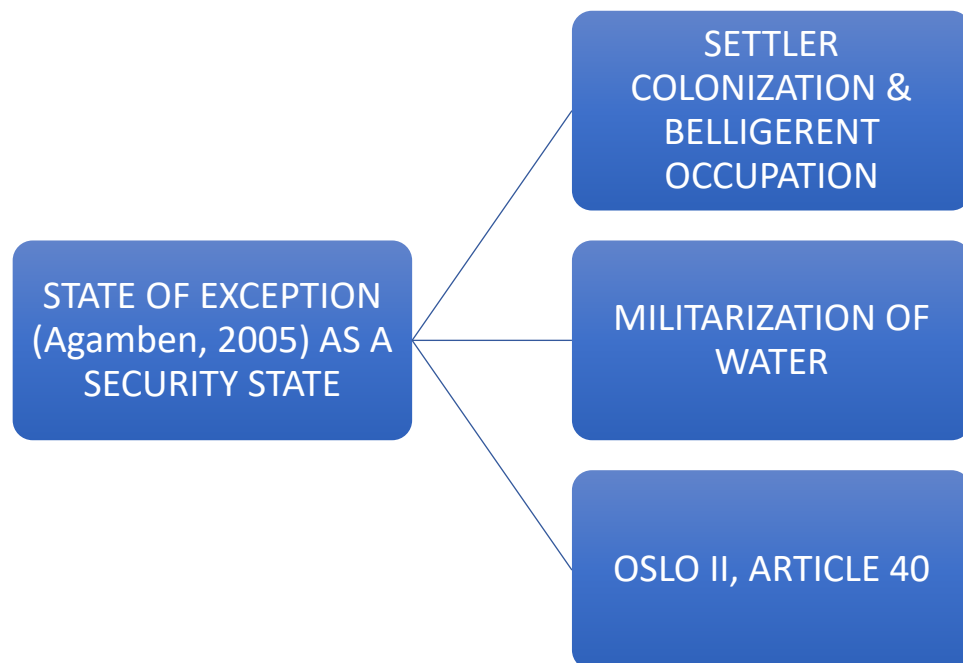 STATE OF EXCEPTION
(Agamben, 2005) AS A
SECURITY STATE
SETTLER
COLONIZATION &
BELLIGERENT
OCCUPATION
MILITARIZATION OF
WATER
OSLO II, ARTICLE 40